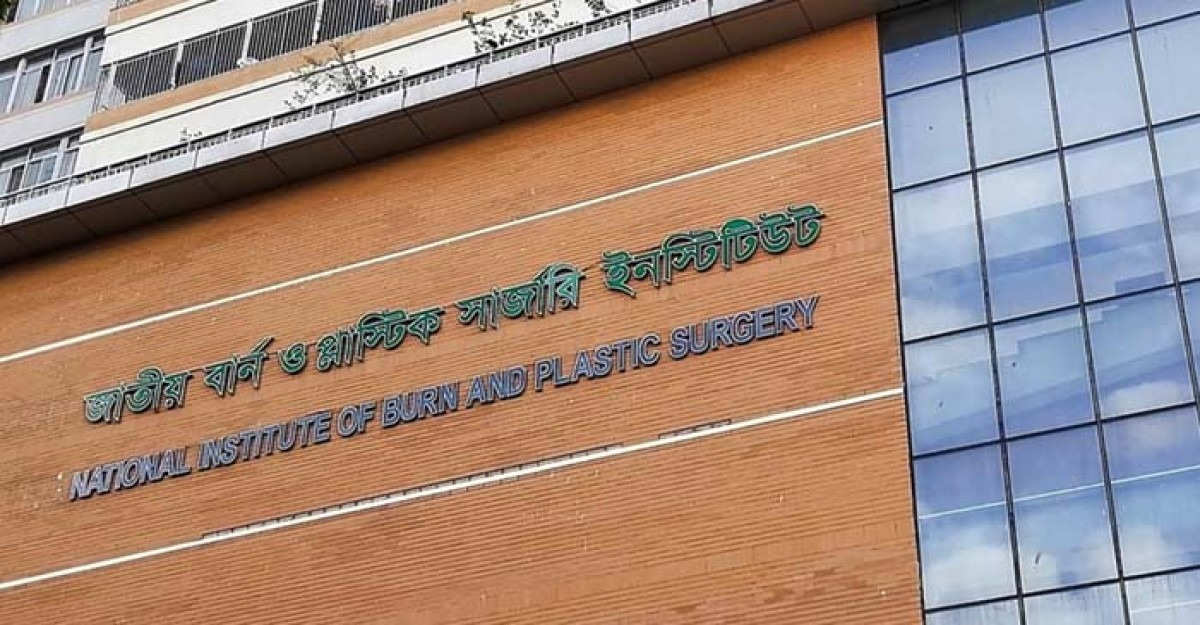 জাতীয় বার্ন ও প্লাস্টিক সার্জারি ইনস্টিটিউট
NATIONAL INSTITUTE OF BURN AND PLASTIC SURGERY